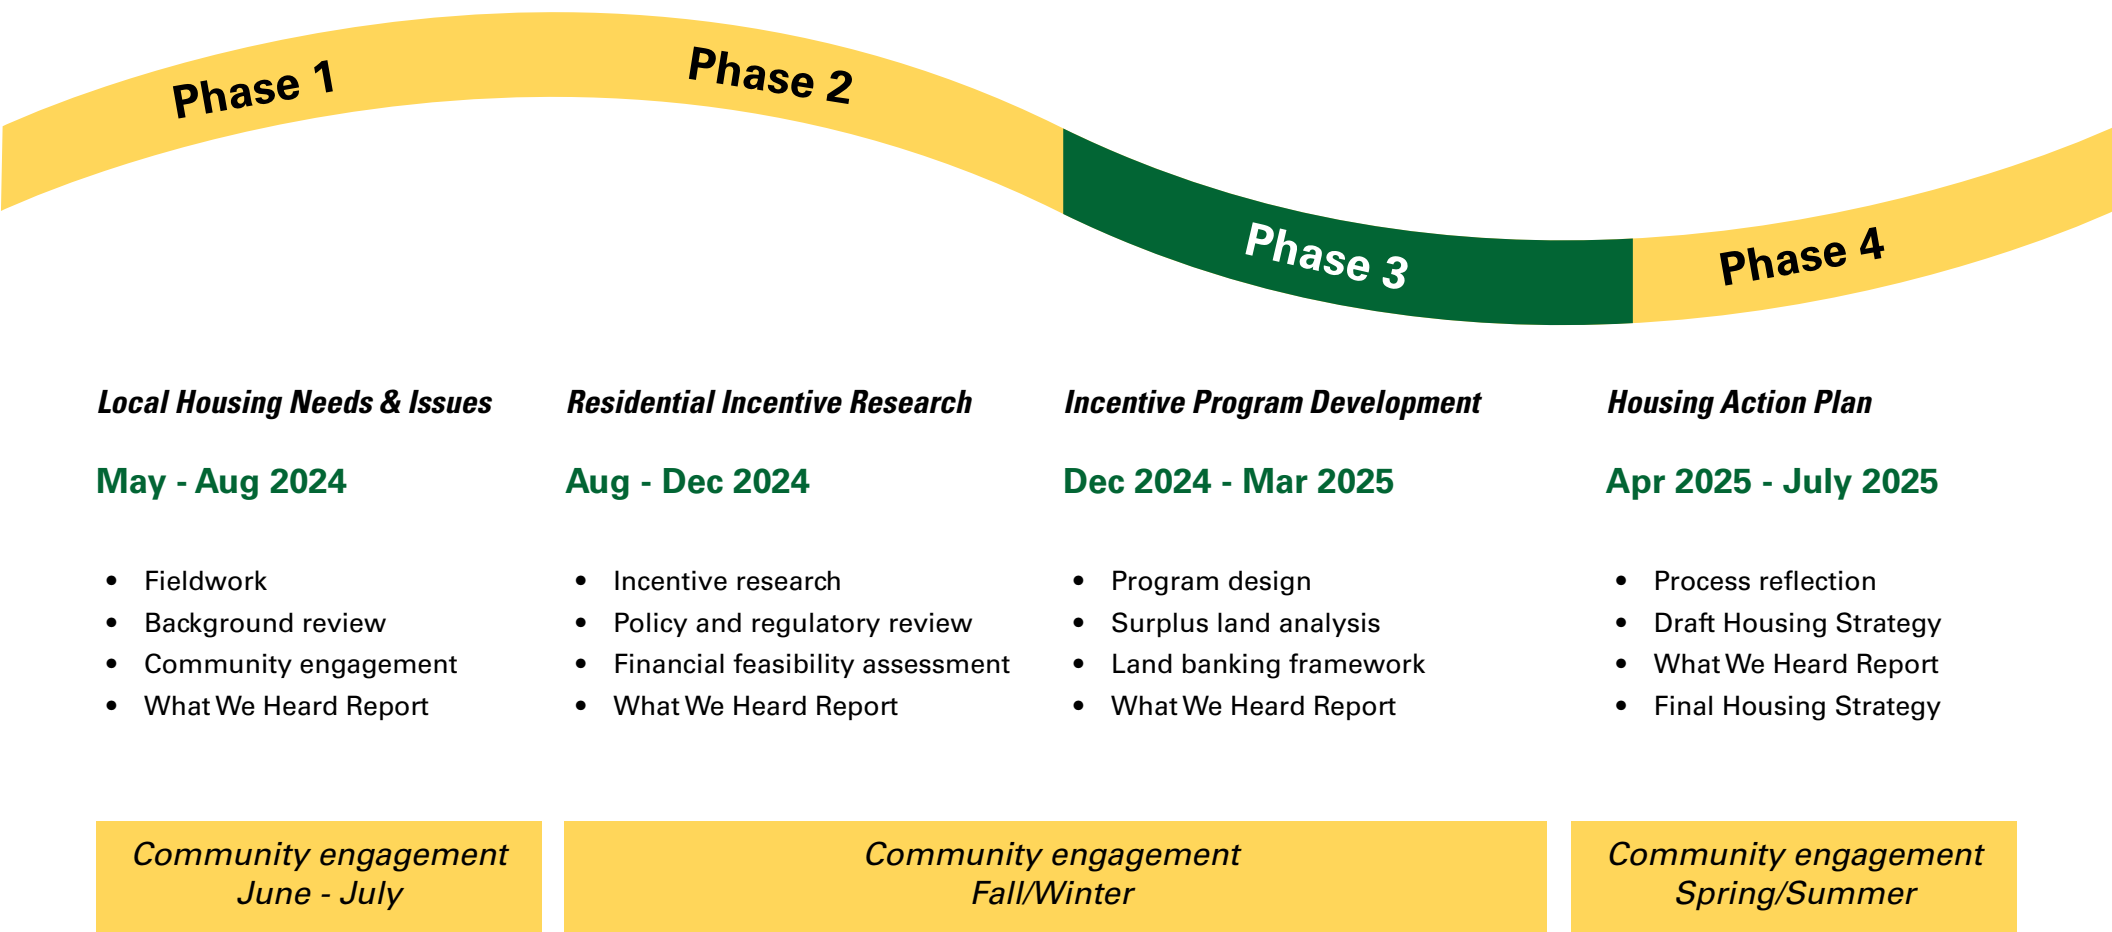 Phase 1
Phase 2
Phase 3
Phase 4
Local Housing Needs & Issues
May - Aug 2024
• Fieldwork
• Background review
• Community engagement
• What We Heard Report
Residential Incentive Research
Aug - Dec 2024
• Incentive research
• Policy and regulatory review
• Financial feasibility assessment
• What We Heard Report
Incentive Program Development
Dec 2024 - Mar 2025
• Program design
• Surplus land analysis
• Land banking framework
• What We Heard Report
Housing Action Plan
Apr 2025 - July 2025
• Process reflection
• Draft Housing Strategy
• What We Heard Report
• Final Housing Strategy
Community engagement
June - July
Community engagement
Fall/Winter
Community engagement
Spring/Summer